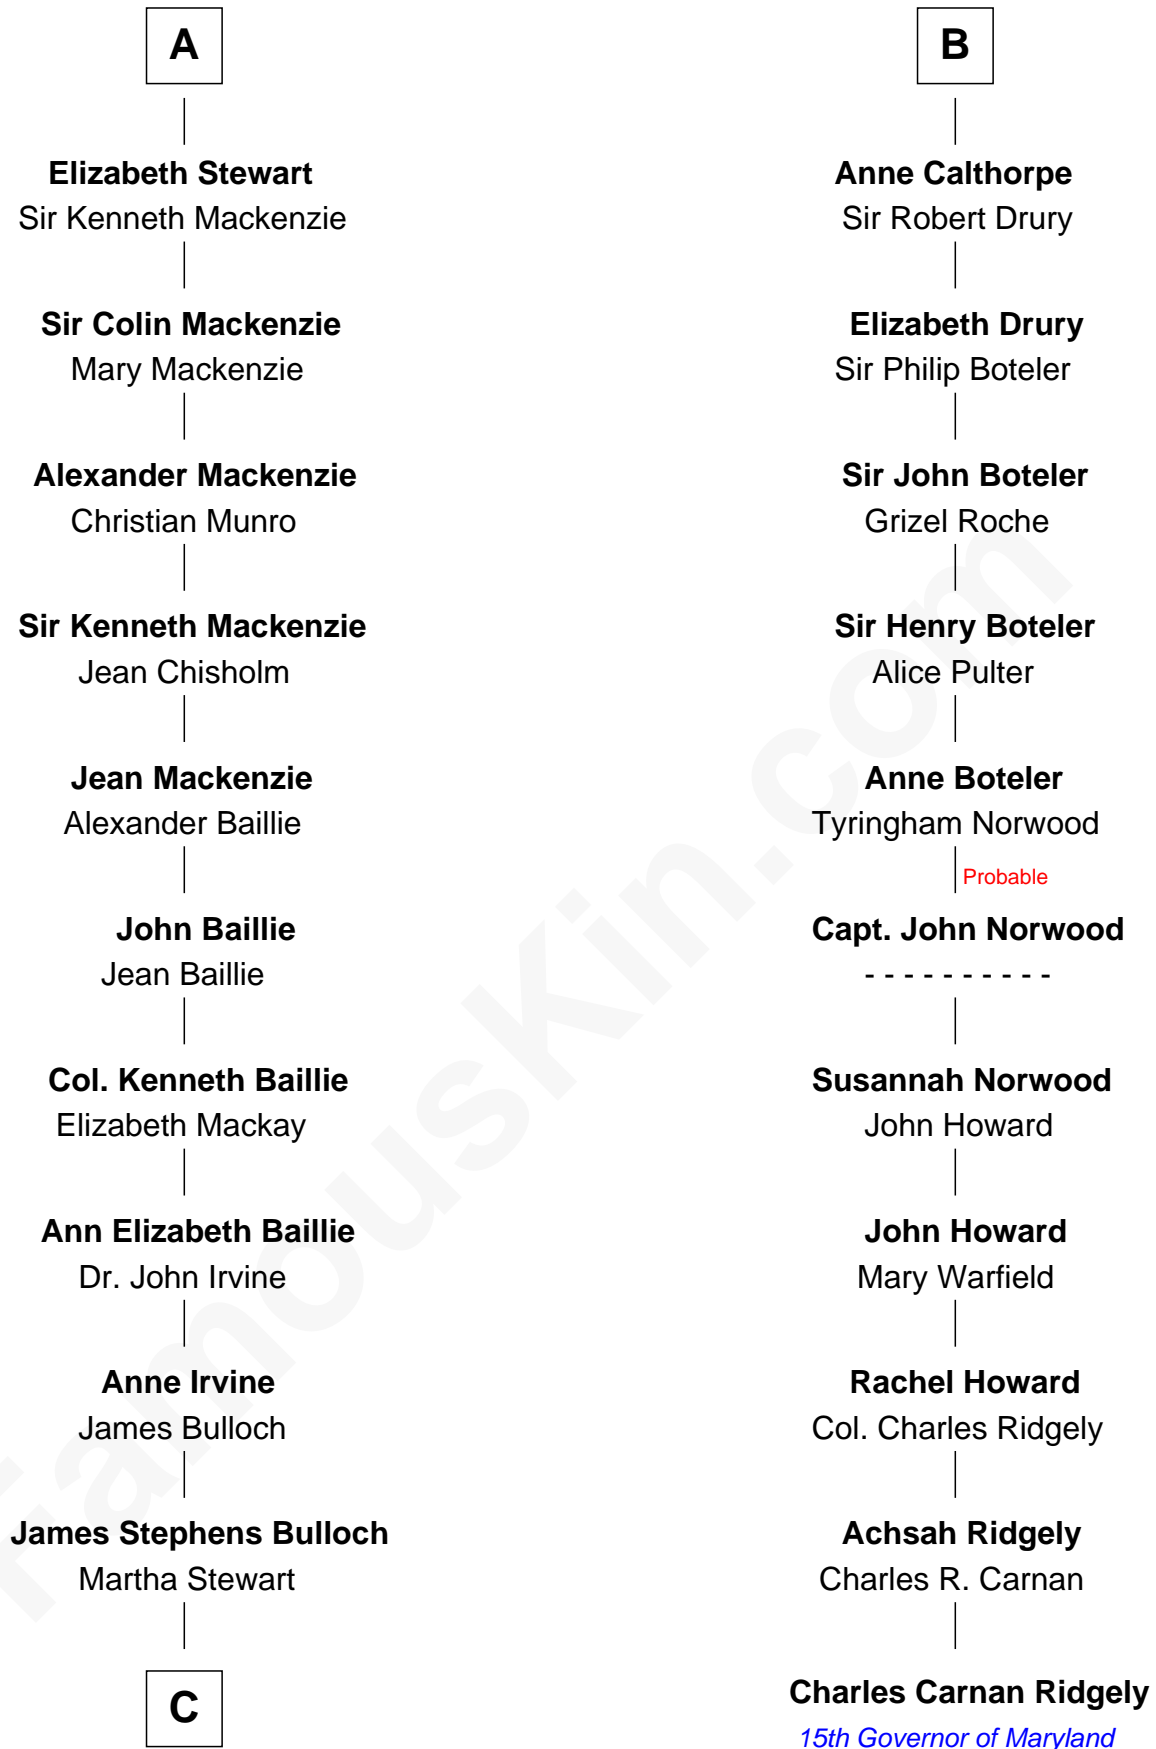 A
Elizabeth Stewart
Sir Kenneth Mackenzie
Sir Colin Mackenzie
Mary Mackenzie
Alexander Mackenzie
Christian Munro
Sir Kenneth Mackenzie
Jean Chisholm
Jean Mackenzie
Alexander Baillie
John Baillie
Jean Baillie
Col. Kenneth Baillie
Elizabeth Mackay
Ann Elizabeth Baillie
Dr. John Irvine
Anne Irvine
James Bulloch
James Stephens Bulloch
Martha Stewart
C
B
Anne Calthorpe
Sir Robert Drury
Elizabeth Drury
Sir Philip Boteler
Sir John Boteler
Grizel Roche
Sir Henry Boteler
Alice Pulter
Anne Boteler
Tyringham Norwood
Probable
Capt. John Norwood
- - - - - - - - - -
Susannah Norwood
John Howard
John Howard
Mary Warfield
Rachel Howard
Col. Charles Ridgely
Achsah Ridgely
Charles R. Carnan
Charles Carnan Ridgely
15th Governor of Maryland
FamousKin.com